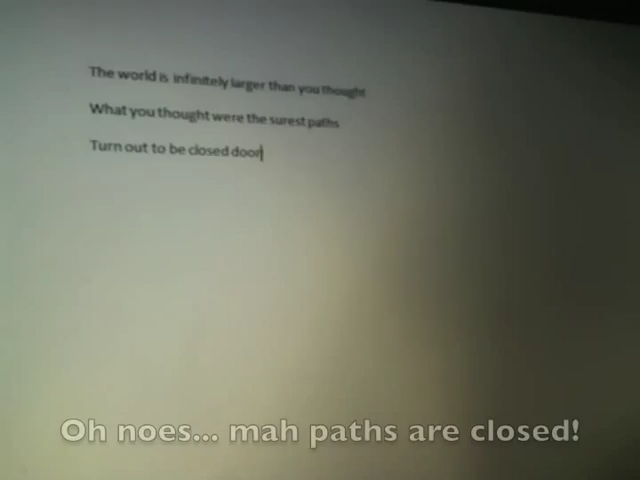 The world is infinitely larger than you thought
What you thought were the surest paths
Turn out to be closed door
Oh noes... mah paths are closed!